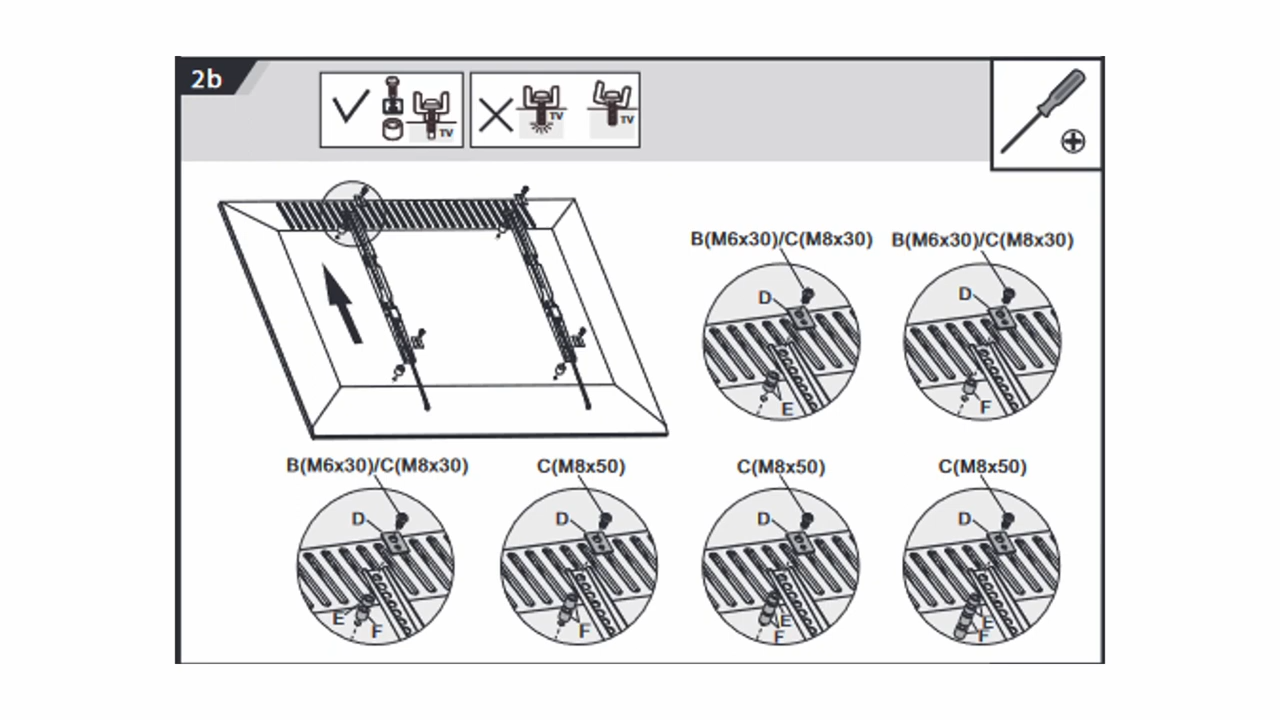 2b
TV
TV
TV
B(M6x30)/C(M8x30)
B(M6x30)/C(M8x30)
D
E
D
F
B(M6x30)/C(M8x30)
C(M8x50)
C(M8x50)
C(M8x50)
D
E
F
D
F
D
E
F
D
E
F